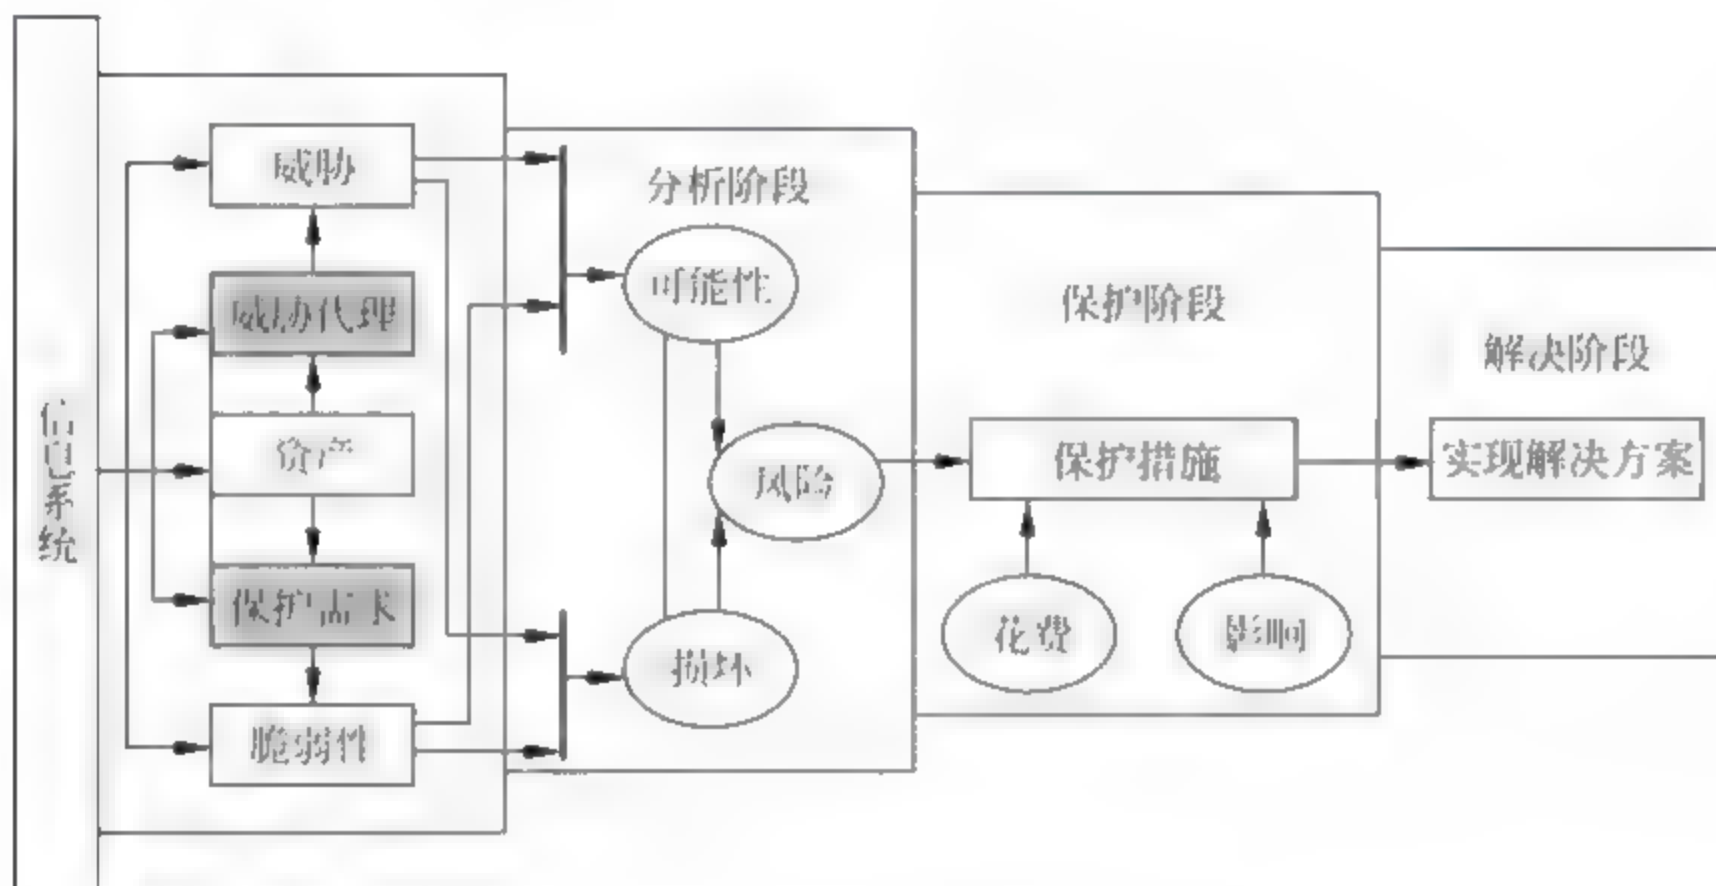 信息系统
威胁
威胁代理
资产
保护需求
脆弱性
分析阶段
可能性
风险
损坏
保护阶段
保护措施
花费
影响
解决阶段
实现解决方案